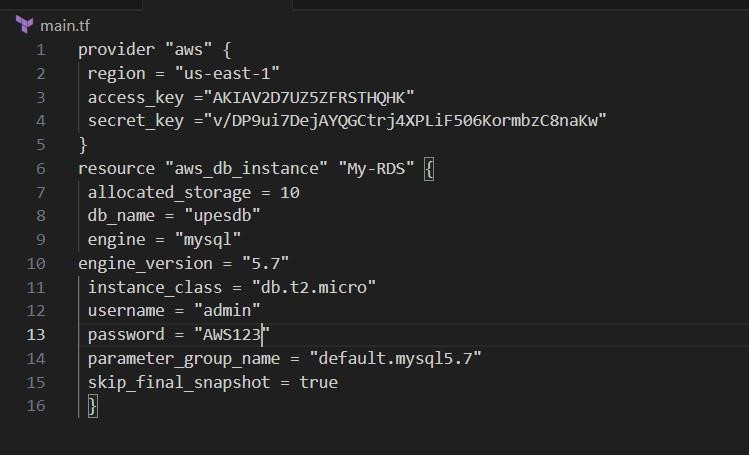 main.tf
1 provider "aws" {
2 region = "us-east-1"
3 access_key ="AKIAV2D7UZ5ZFRSTHQHK"
4 secret_key ="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"
5 }
6 resource "aws_db_instance" "My-RDS" {
7 allocated_storage = 10
8 db_name = "upesdb"
9 engine = "mysql"
10 engine_version = "5.7"
11 instance_class = "db.t2.micro"
12 username = "admin"
13 password = "AWS123"
14 parameter_group_name = "default.mysql5.7"
15 skip_final_snapshot = true
16 }